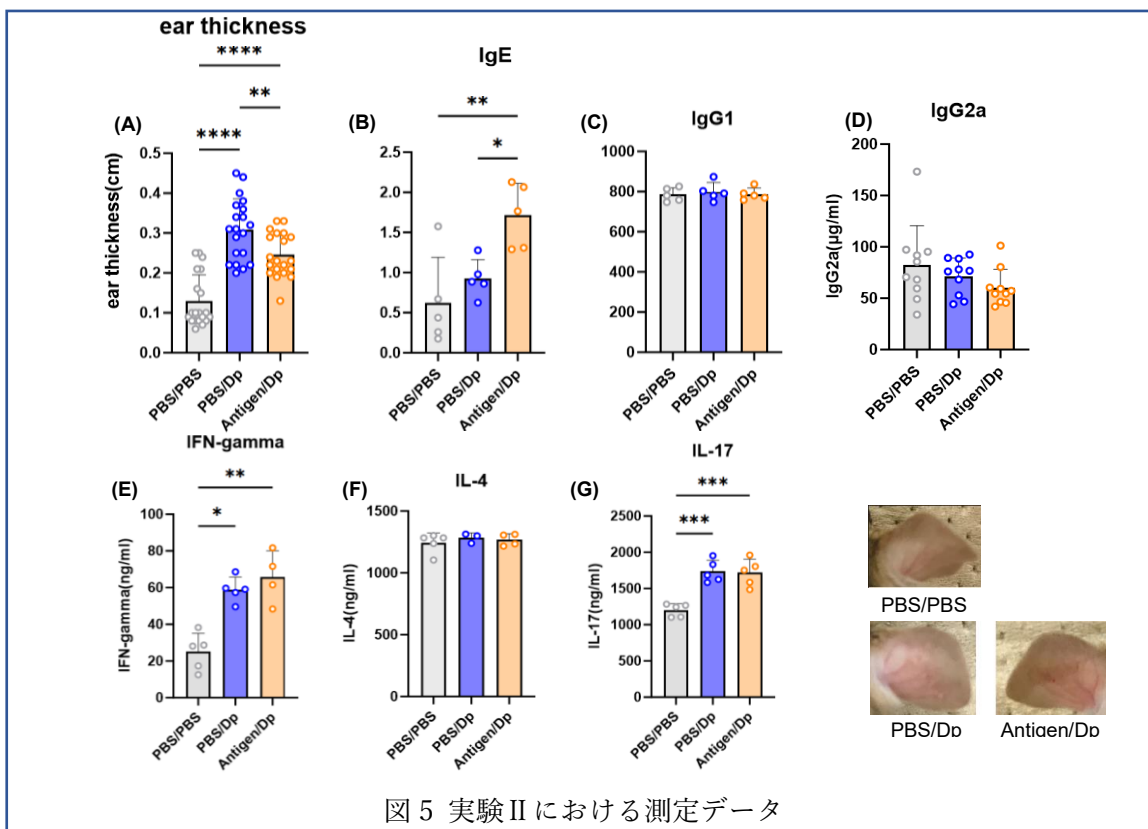 ear thickness
****
**
****
(A)
ear thickness(cm)
0.5
0.4
0.3
0.2
0.1
0.0
PBS/PBS
PBS/Dp
Antigen/Dp
IgE
**
*
(B)
2.5
2.0
1.5
1.0
0.5
0.0
PBS/PBS
PBS/Dp
Antigen/Dp
(C)
IgG1
1000
800
600
400
200
0
PBS/PBS
PBS/Dp
Antigen/Dp
(D)
IgG2a
IgG2a(μg/ml)
200
150
100
50
0
PBS/PBS
PBS/Dp
Antigen/Dp
IFN-gamma
(E)
**
*
IFN-gamma(ng/ml)
100
80
60
40
20
0
PBS/PBS
PBS/Dp
Antigen/Dp
(F)
IL-4
IL-4(ng/ml)
1500
1000
500
0
PBS/PBS
PBS/Dp
Antigen/Dp
IL-17
(G)
***
***
IL-17(ng/ml)
2500
2000
1500
1000
500
0
PBS/PBS
PBS/Dp
Antigen/Dp
PBS/PBS
PBS/Dp
Antigen/Dp
図 5 実験Ⅱにおける測定データ